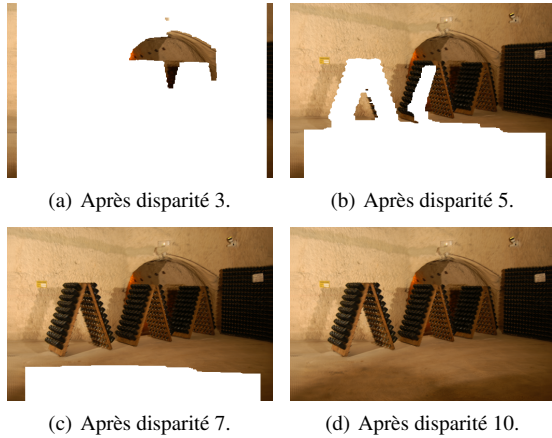 (a) Après disparité 3.
(b) Après disparité 5.
(c) Après disparité 7.
(d) Après disparité 10.